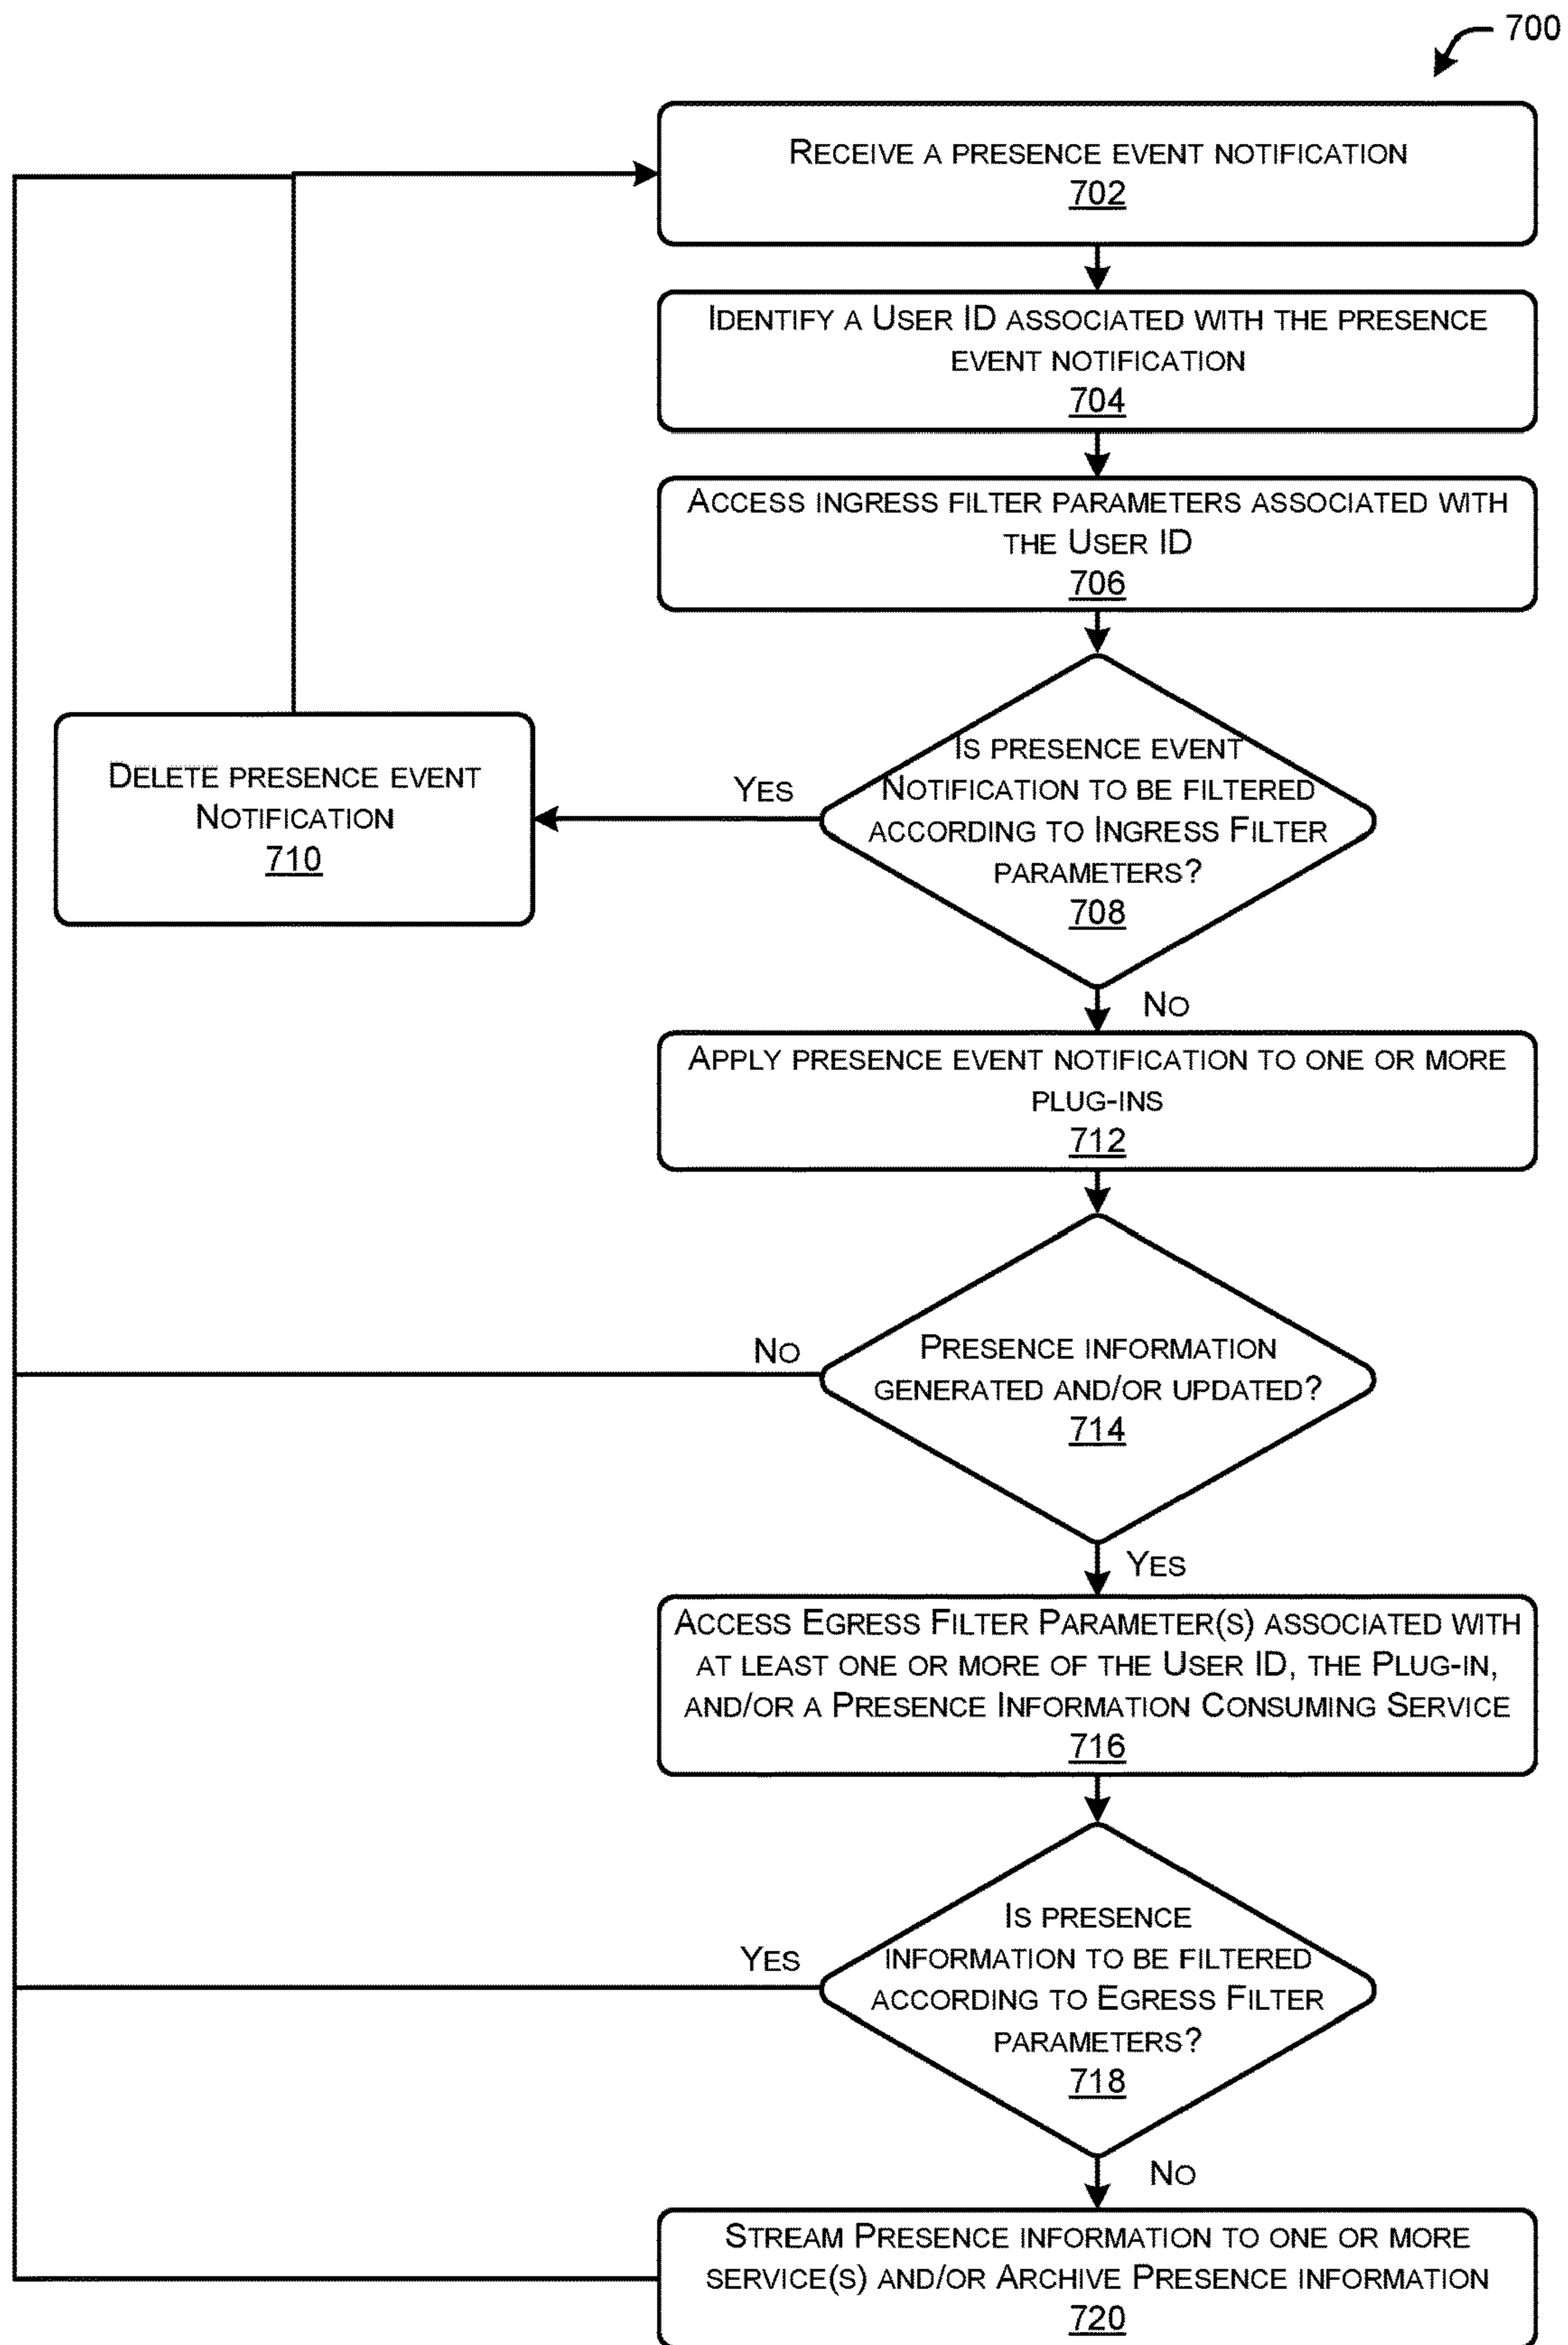 700
RECEIVE A PRESENCE EVENT NOTIFICATION
702
IDENTIFY A USER ID ASSOCIATED WITH THE PRESENCE
EVENT NOTIFICATION
704
ACCESS INGRESS FILTER PARAMETERS ASSOCIATED WITH
THE USER ID
706
IS PRESENCE EVENT
NOTIFICATION TO BE FILTERED
ACCORDING TO INGRESS FILTER
PARAMETERS?
708
YES
DELETE PRESENCE EVENT
NOTIFICATION
710
NO
APPLY PRESENCE EVENT NOTIFICATION TO ONE OR MORE
PLUG-INS
712
PRESENCE INFORMATION
GENERATED AND/OR UPDATED?
714
NO
YES
ACCESS EGRESS FILTER PARAMETER(S) ASSOCIATED WITH
AT LEAST ONE OR MORE OF THE USER ID, THE PLUG-IN,
AND/OR A PRESENCE INFORMATION CONSUMING SERVICE
716
IS PRESENCE
INFORMATION TO BE FILTERED
ACCORDING TO EGRESS FILTER
PARAMETERS?
718
YES
NO
STREAM PRESENCE INFORMATION TO ONE OR MORE
SERVICE(S) AND/OR ARCHIVE PRESENCE INFORMATION
720